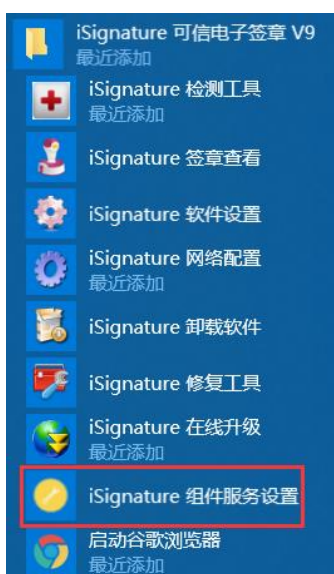 iSignature 可信电子签章 V9
最近添加
iSignature 检测工具
最近添加
iSignature 签章查看
iSignature 软件设置
iSignature 网络配置
最近添加
iSignature 卸载软件
iSignature 修复工具
iSignature 在线升级
最近添加
iSignature 组件服务设置
启动谷歌浏览器
最近添加